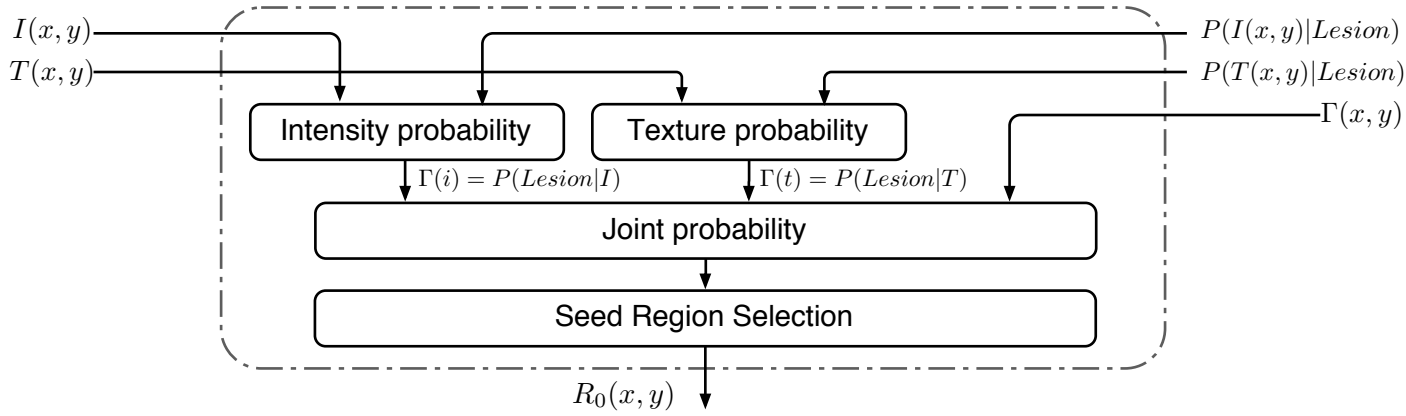 I(x, y)
P(I(x, y)|Lesion)
T(x, y)
P(T(x, y)|Lesion)
Γ(x, y)
Intensity probability
Texture probability
Γ(i) = P(Lesion|I)
Γ(t) = P(Lesion|T)
Joint probability
Seed Region Selection
R₀(x, y)